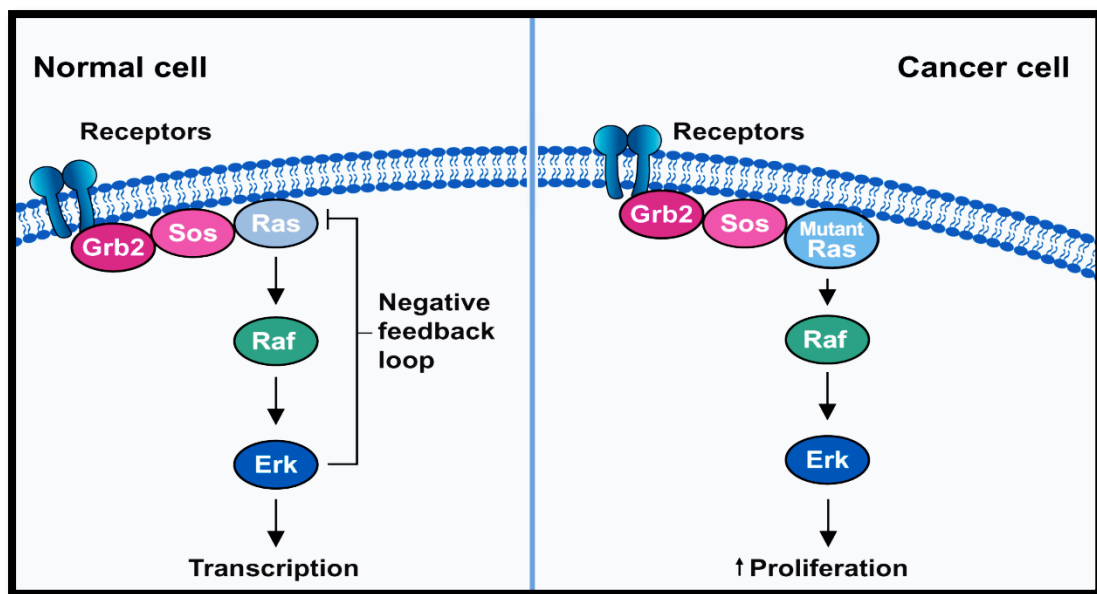 Normal cell
Receptors
Grb2
Sos
Ras
Raf
Negative
feedback
loop
Erk
Transcription
Cancer cell
Receptors
Grb2
Sos
Mutant
Ras
Raf
Erk
↑ Proliferation